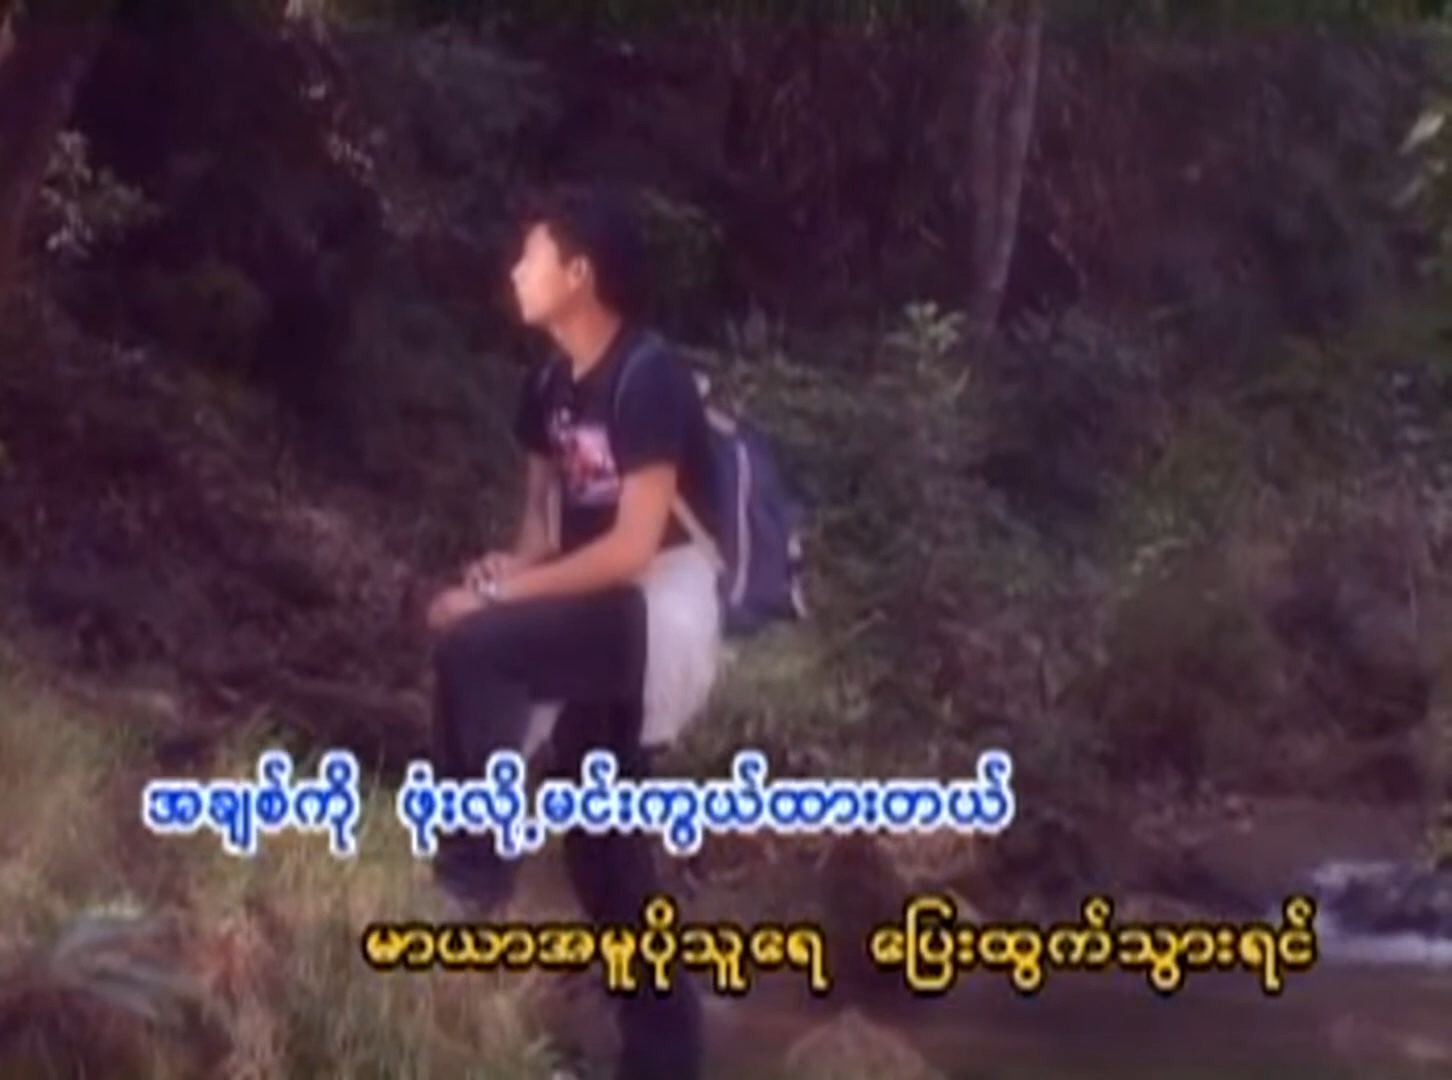 အချစ်ကို ဖုံးလို့မင်းကွယ်ထားတယ်
မာယာအမူပိုသူရေ ပြေးထွက်သွားရင်